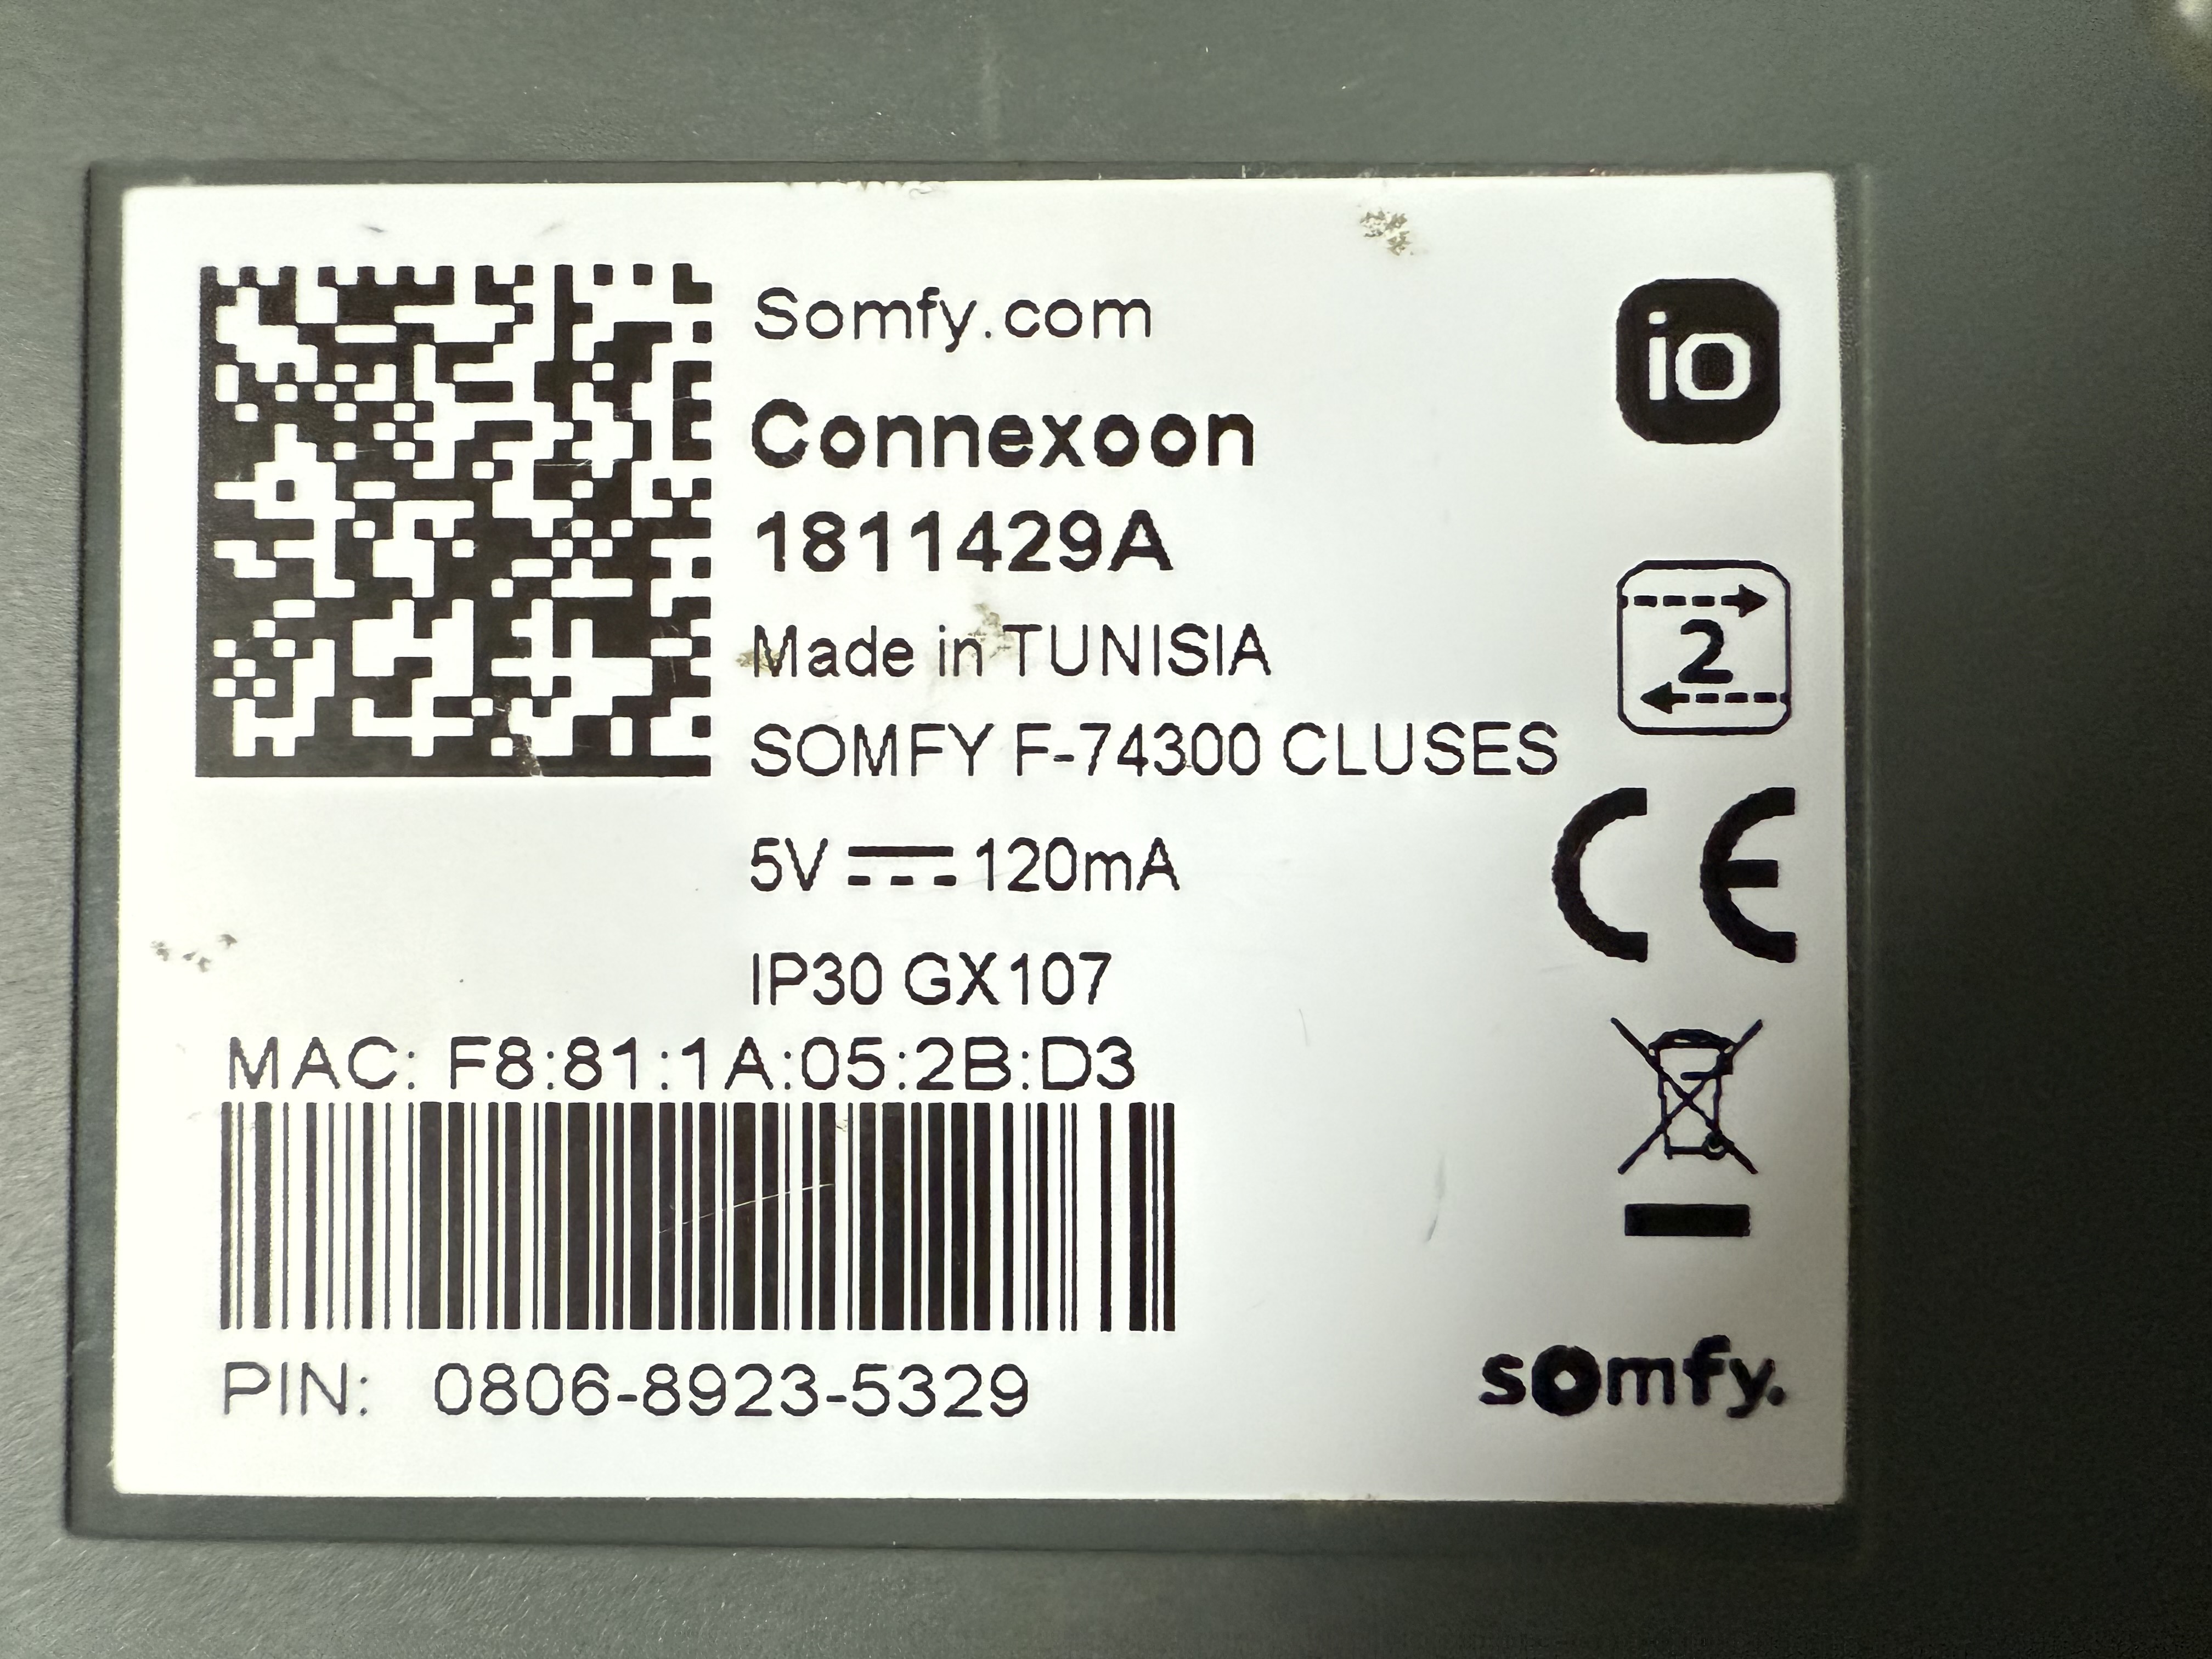 Somfy.com
io
Connexoon
1811429A
2
Made in TUNISIA
SOMFY F-74300 CLUSES
CE
5V ⎓ 120mA
IP30 GX107
MAC: F8:81:1A:05:2B:D3
PIN: 0806-8923-5329
somfy.